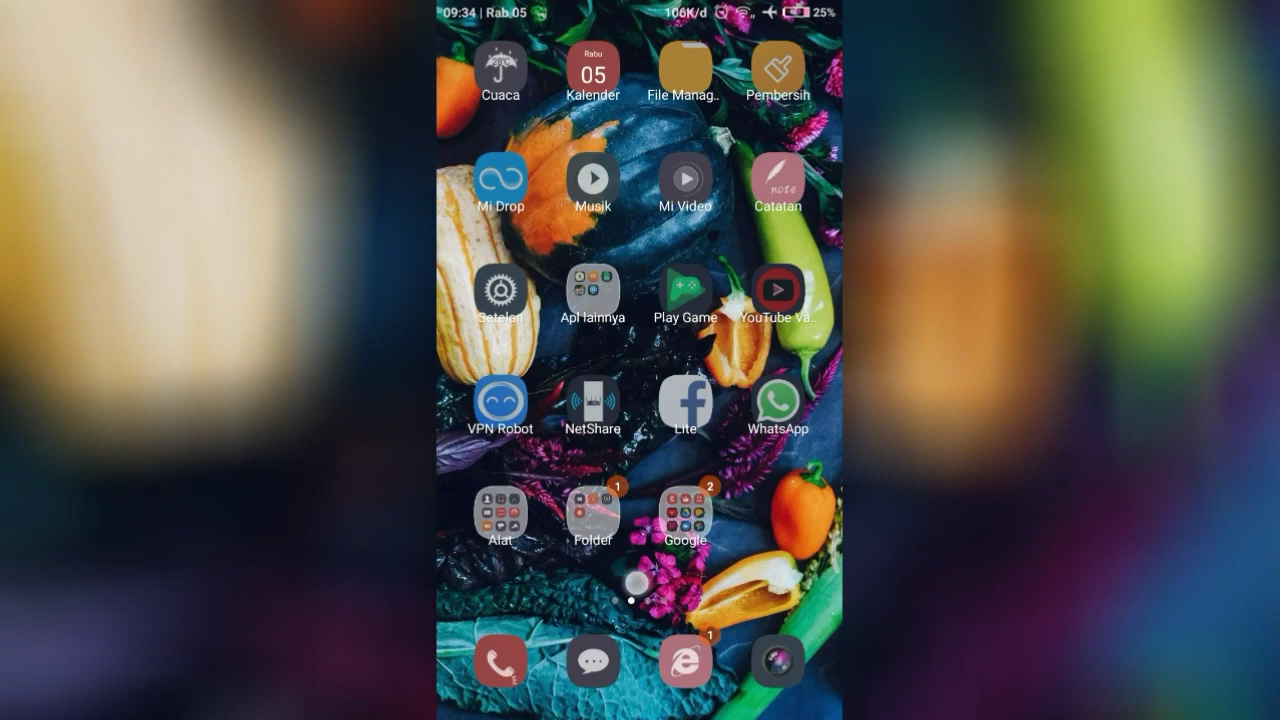 09:34 | Rab 05 106K/d 25%
28°C
Rabu
05
Cuaca Kalender File Manag.. Pembersih
note
Mi Drop Musik Mi Video Catatan
Setelan Apl lainnya Play Game YouTube Va..
VPN Robot NetShare Lite WhatsApp
1 2
Alat Folder Google
1